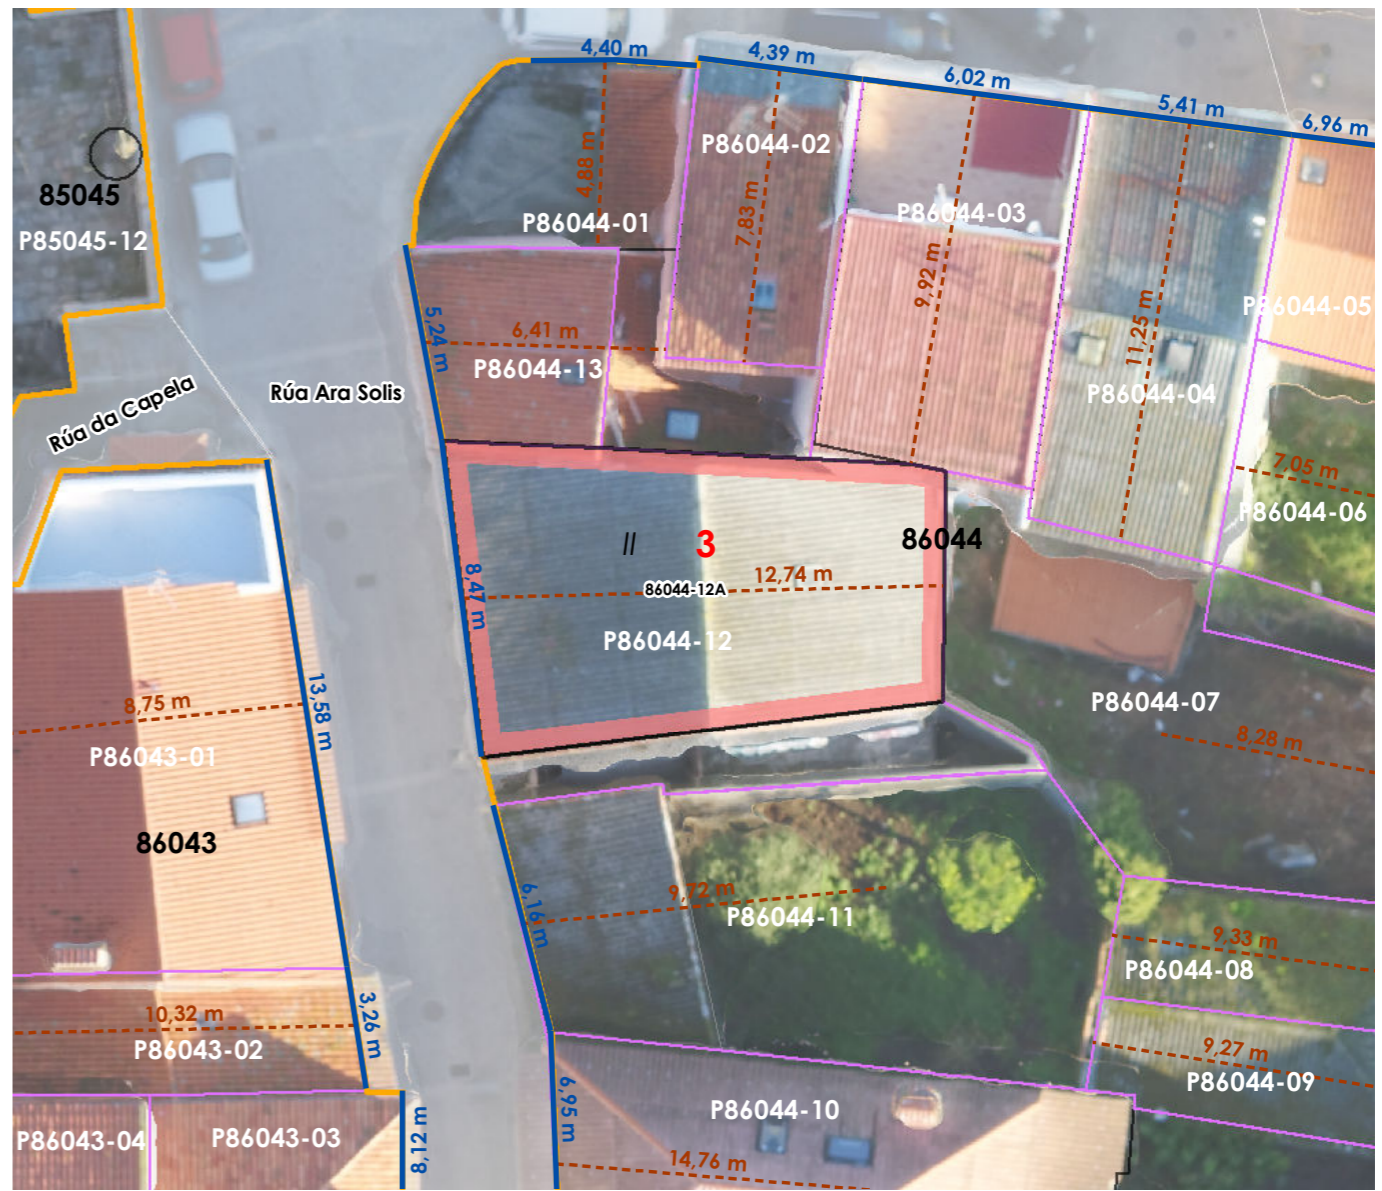 4,40 m
4,39 m
6,02 m
5,41 m
6,96 m
P86044-02
4,88 m
85045
P85045-12
P86044-01
P86044-03
7,83 m
9,92 m
P86044-05
11,25 m
5,24 m
6,41 m
P86044-13
P86044-04
Rúa da Capela
Rúa Ara Solis
7,05 m
P86044-06
II
3
86044
8,47 m
12,74 m
86044-12A
P86044-12
8,75 m
13,58 m
P86044-07
8,28 m
P86043-01
86043
6,16 m
9,72 m
P86044-11
9,33 m
P86044-08
10,32 m
3,26 m
P86043-02
9,27 m
P86044-09
6,95 m
P86044-10
P86043-04
P86043-03
8,12 m
14,76 m